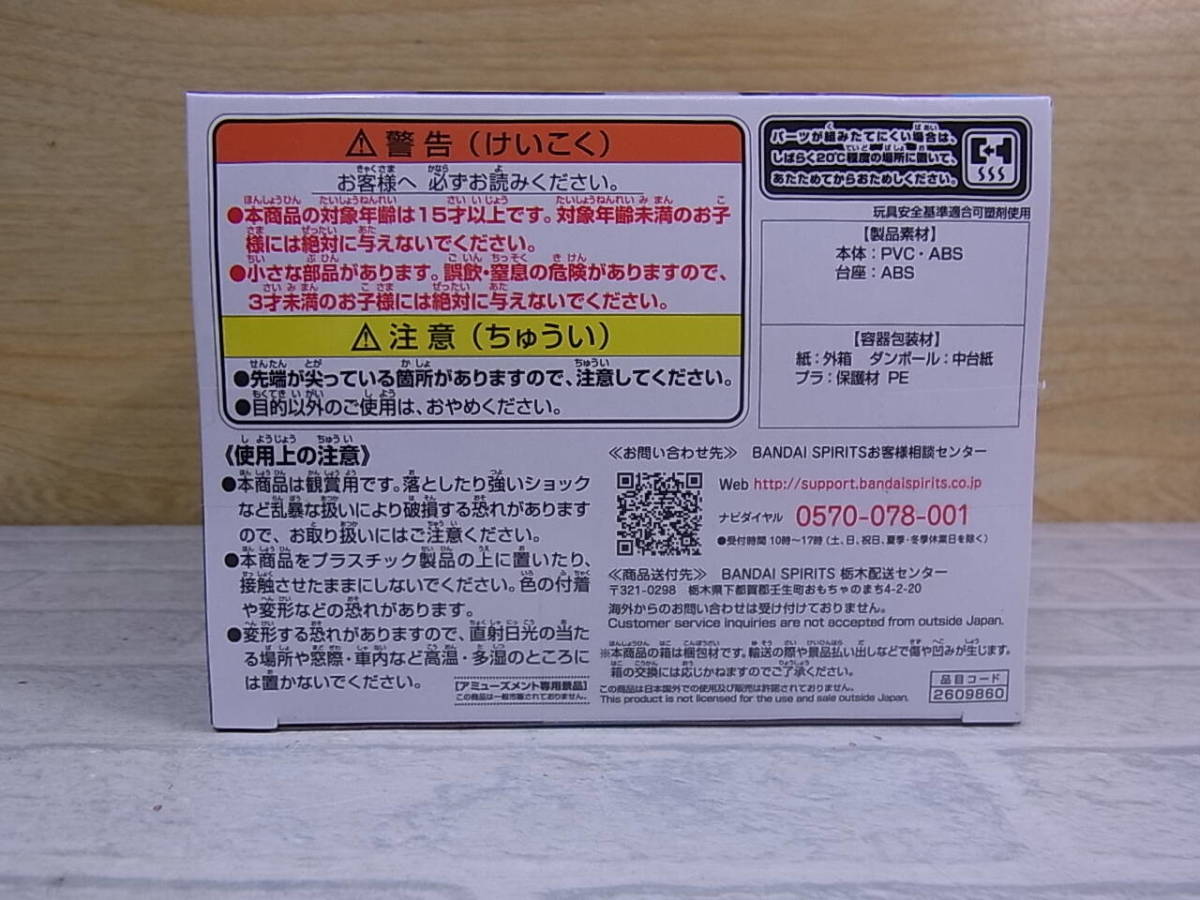 ⚠警告(けいこく)
お客様へ 必ずお読みください。
●本商品の対象年齢は15才以上です。対象年齢未満のお子
様には絶対に与えないでください。
●小さな部品があります。誤飲・窒息の危険がありますので、
3才未満のお子様には絶対に与えないでください。
⚠注意(ちゅうい)
●先端が尖っている箇所がありますので、注意してください。
●目的以外のご使用は、おやめください。
《使用上の注意》
●本商品は観賞用です。落としたり強いショック
など乱暴な扱いにより破損する恐れがあります
ので、お取り扱いにはご注意ください。
●本商品をプラスチック製品の上に置いたり、
接触させたままにしないでください。色の付着
や変形などの恐れがあります。
●変形する恐れがありますので、直射日光の当た
る場所や窓際・車内など高温・多湿のところに
は置かないでください。
【アミューズメント専用景品】
この商品は一般市販されておりません。
パーツが組みたてにくい場合は、
しばらく20℃程度の場所に置いて、
あたためてからおためしください。
玩具安全基準適合可塑剤使用
【製品素材】
本体:PVC・ABS
台座:ABS
【容器包装材】
紙:外箱 ダンボール:中台紙
プラ:保護材 PE
≪お問い合わせ先≫ BANDAI SPIRITSお客様相談センター
Web http://support.bandaispirits.co.jp
ナビダイヤル 0570-078-001
●受付時間 10時〜17時 (土、日、祝日、夏季・冬季休業日を除く)
≪商品送付先≫ BANDAI SPIRITS 栃木配送センター
〒321-0298 栃木県下都賀郡壬生町おもちゃのまち4-2-20
海外からのお問い合わせは受け付けておりません。
Customer service inquiries are not accepted from outside Japan.
※本商品の箱は梱包材です。輸送の際や景品払い出しなどで傷や凹みが生じます。
箱の交換には応じかねますのでご了承ください。
この商品は日本国外での使用及び販売は許諾されておりません。
This product is not licensed for the use and sale outside Japan.
品目コード
2609860